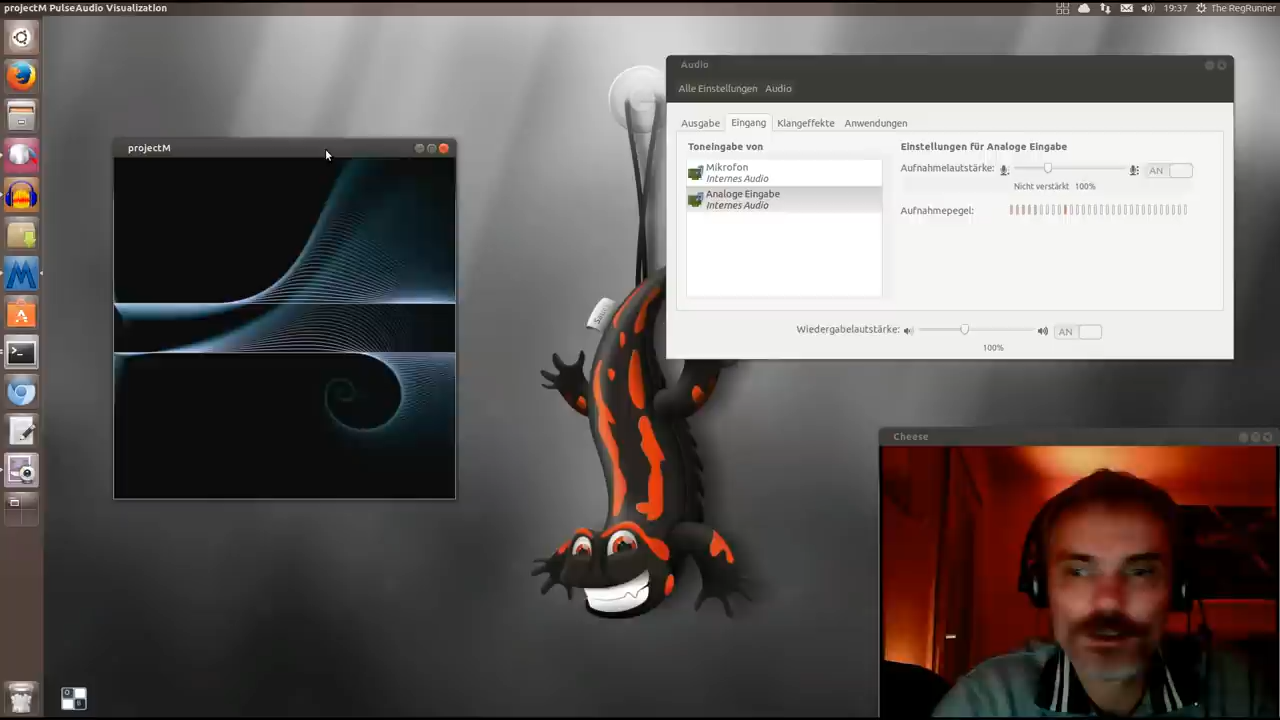 projectM PulseAudio Visualization
19:37
The RegRunner
projectM
Audio
Alle Einstellungen
Audio
Ausgabe
Eingang
Klangeffekte
Anwendungen
Toneingabe von
Mikrofon
Internes Audio
Analoge Eingabe
Internes Audio
Einstellungen für Analoge Eingabe
Aufnahmelautstärke:
AN
Nicht verstärkt
100%
Aufnahmepegel:
Wiedergabelautstärke:
AN
100%
Cheese